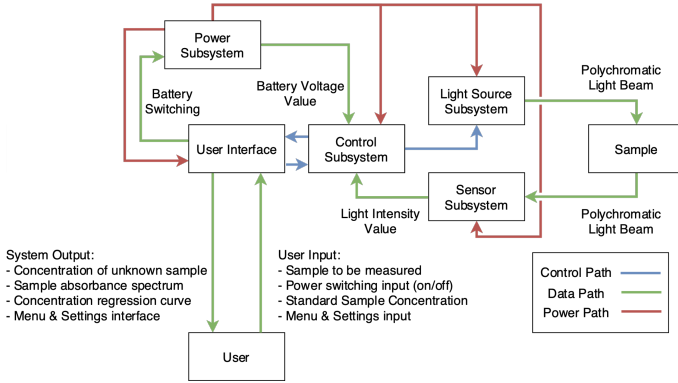 Power
Subsystem
Polychromatic
Light Beam
Battery
Switching
Battery Voltage
Value
Light Source
Subsystem
User Interface
Control
Subsystem
Sample
Sensor
Subsystem
Light Intensity
Value
Polychromatic
Light Beam
System Output:
- Concentration of unknown sample
- Sample absorbance spectrum
- Concentration regression curve
- Menu & Settings interface
User Input:
- Sample to be measured
- Power switching input (on/off)
- Standard Sample Concentration
- Menu & Settings input
Control Path
Data Path
Power Path
User